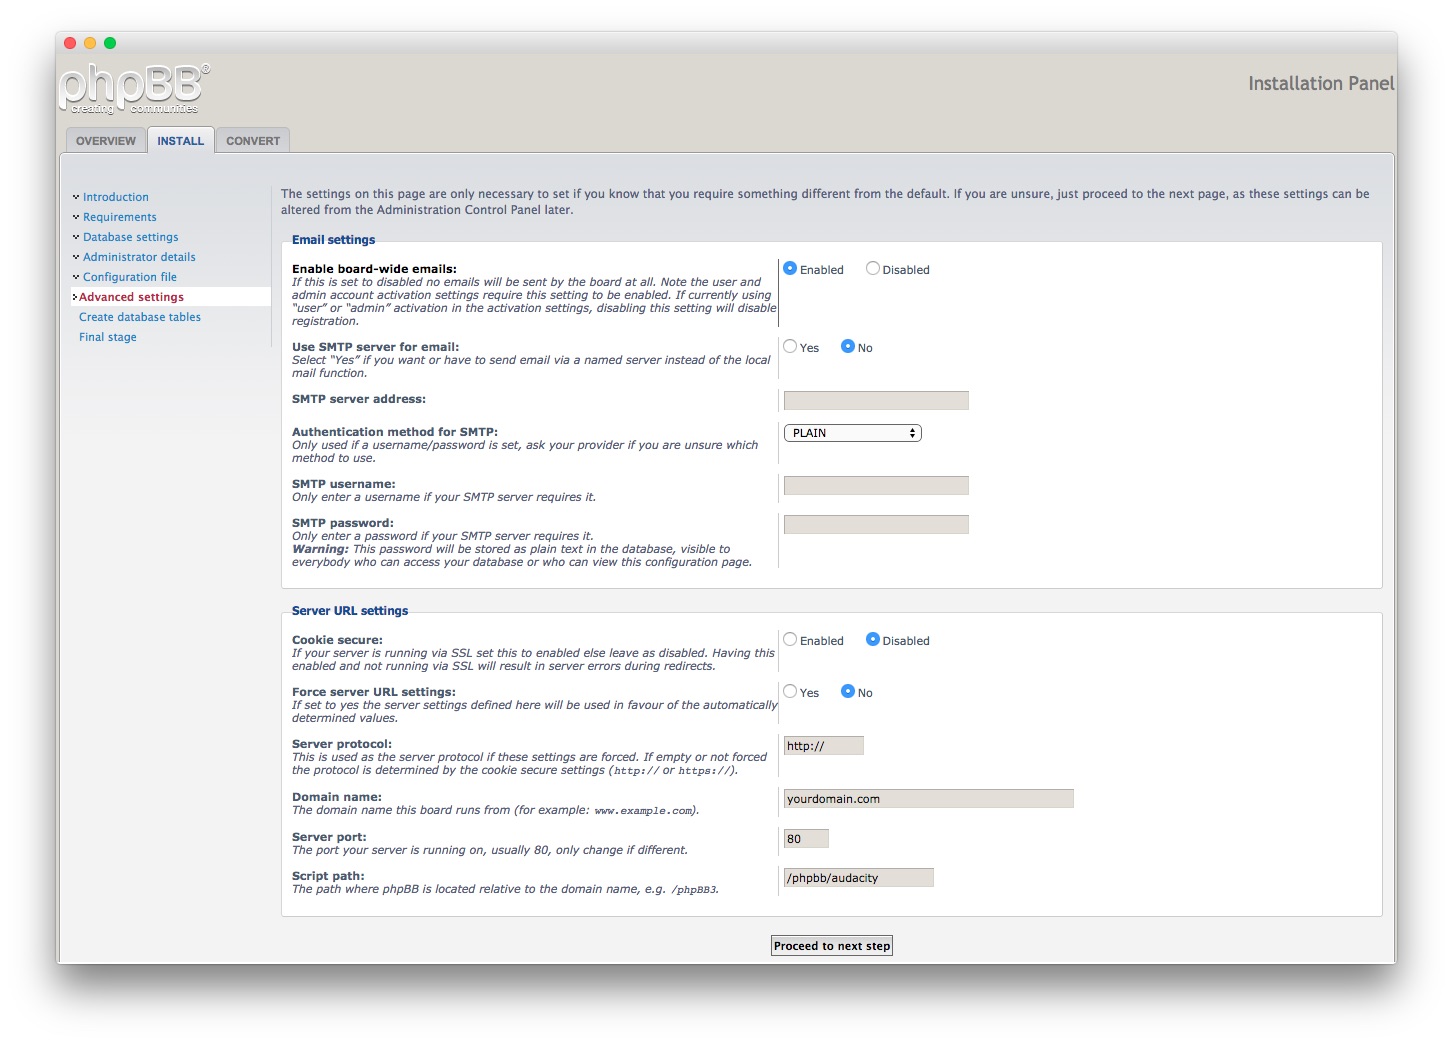 phpBB®
creating communities
Installation Panel
OVERVIEW
INSTALL
CONVERT
Introduction
Requirements
Database settings
Administrator details
Configuration file
Advanced settings
Create database tables
Final stage
The settings on this page are only necessary to set if you know that you require something different from the default. If you are unsure, just proceed to the next page, as these settings can be
altered from the Administration Control Panel later.
Email settings
Enable board-wide emails:
If this is set to disabled no emails will be sent by the board at all. Note the user and
admin account activation settings require this setting to be enabled. If currently using
“user” or “admin” activation in the activation settings, disabling this setting will disable
registration.
Enabled Disabled
Use SMTP server for email:
Select “Yes” if you want or have to send email via a named server instead of the local
mail function.
Yes No
SMTP server address:
Authentication method for SMTP:
Only used if a username/password is set, ask your provider if you are unsure which
method to use.
PLAIN
SMTP username:
Only enter a username if your SMTP server requires it.
SMTP password:
Only enter a password if your SMTP server requires it.
Warning: This password will be stored as plain text in the database, visible to
everybody who can access your database or who can view this configuration page.
Server URL settings
Cookie secure:
If your server is running via SSL set this to enabled else leave as disabled. Having this
enabled and not running via SSL will result in server errors during redirects.
Enabled Disabled
Force server URL settings:
If set to yes the server settings defined here will be used in favour of the automatically
determined values.
Yes No
Server protocol:
This is used as the server protocol if these settings are forced. If empty or not forced
the protocol is determined by the cookie secure settings (http:// or https://).
http://
Domain name:
The domain name this board runs from (for example: www.example.com).
yourdomain.com
Server port:
The port your server is running on, usually 80, only change if different.
80
Script path:
The path where phpBB is located relative to the domain name, e.g. /phpBB3.
/phpbb/audacity
Proceed to next step